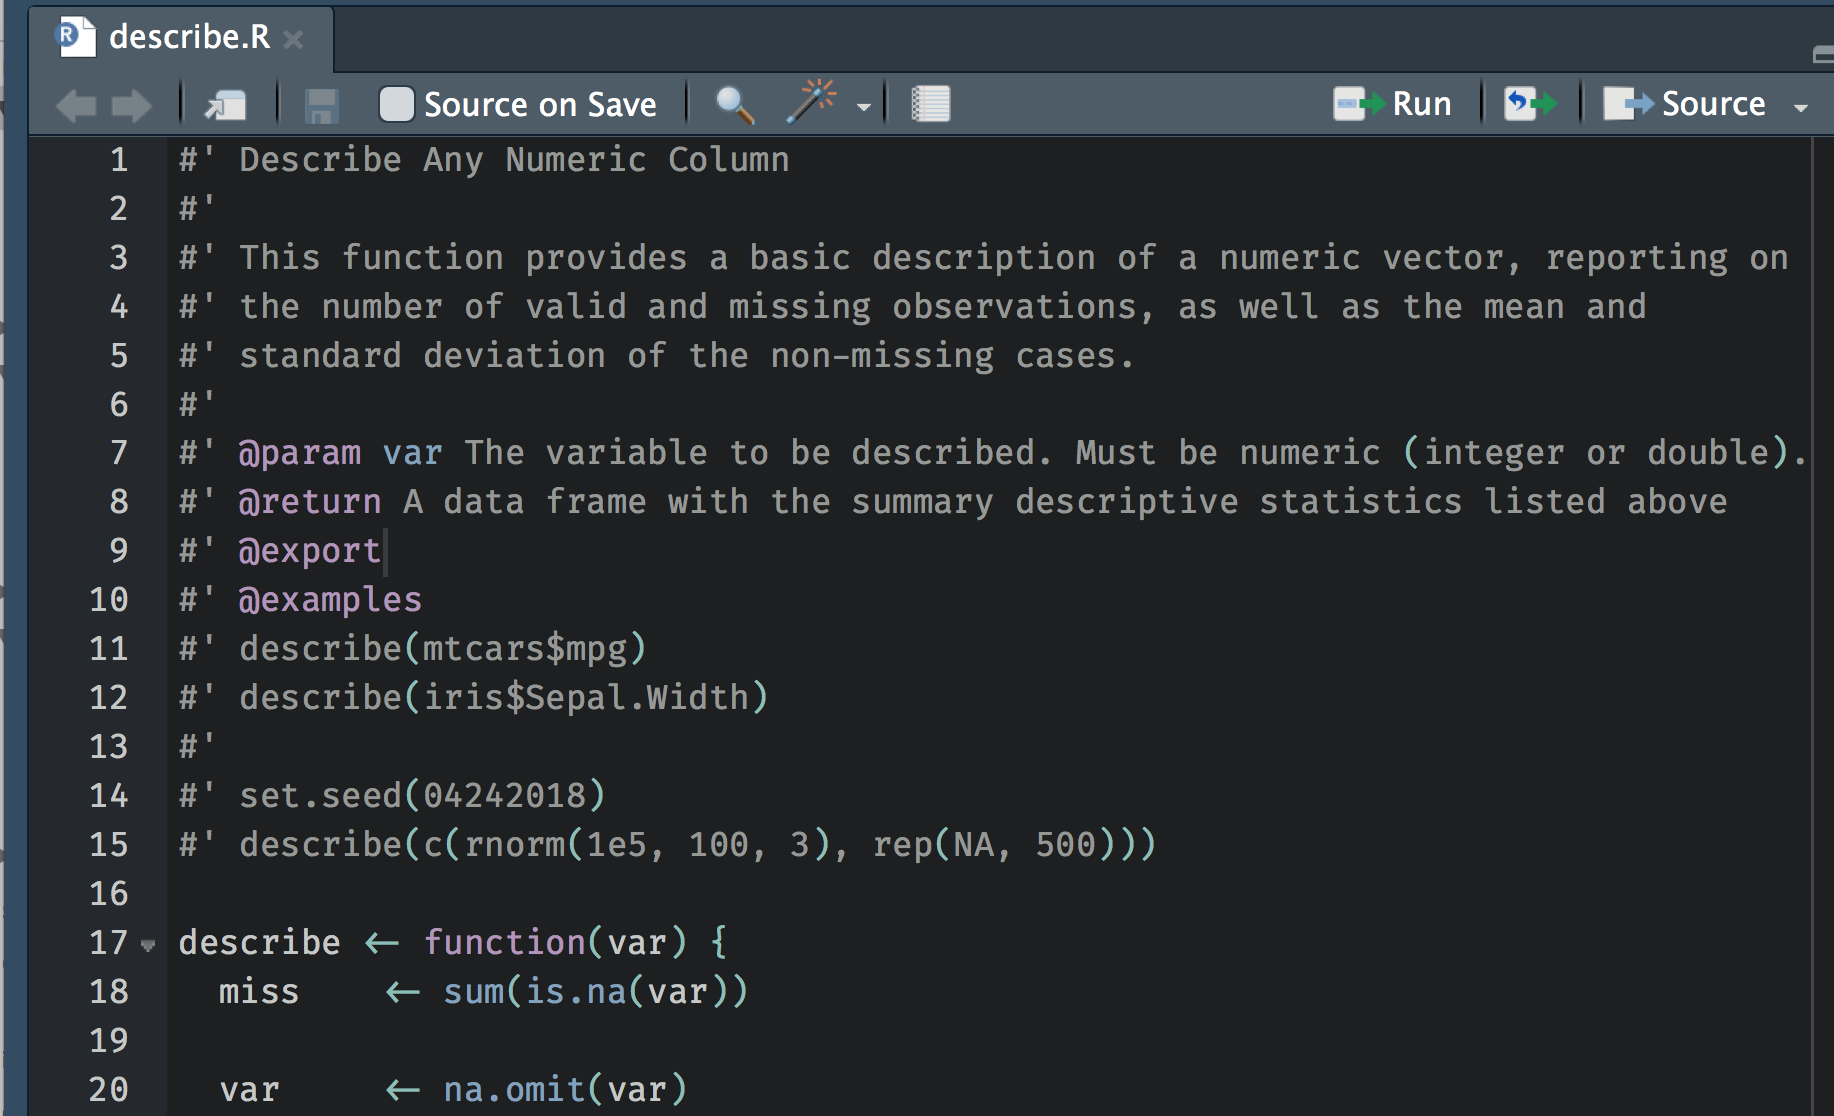 describe.R
Source on Save Run Source
1 #' Describe Any Numeric Column
2 #'
3 #' This function provides a basic description of a numeric vector, reporting on
4 #' the number of valid and missing observations, as well as the mean and
5 #' standard deviation of the non-missing cases.
6 #'
7 #' @param var The variable to be described. Must be numeric (integer or double).
8 #' @return A data frame with the summary descriptive statistics listed above
9 #' @export
10 #' @examples
11 #' describe(mtcars$mpg)
12 #' describe(iris$Sepal.Width)
13 #'
14 #' set.seed(04242018)
15 #' describe(c(rnorm(1e5, 100, 3), rep(NA, 500)))
16
17 describe <- function(var) {
18   miss    <- sum(is.na(var))
19
20   var     <- na.omit(var)